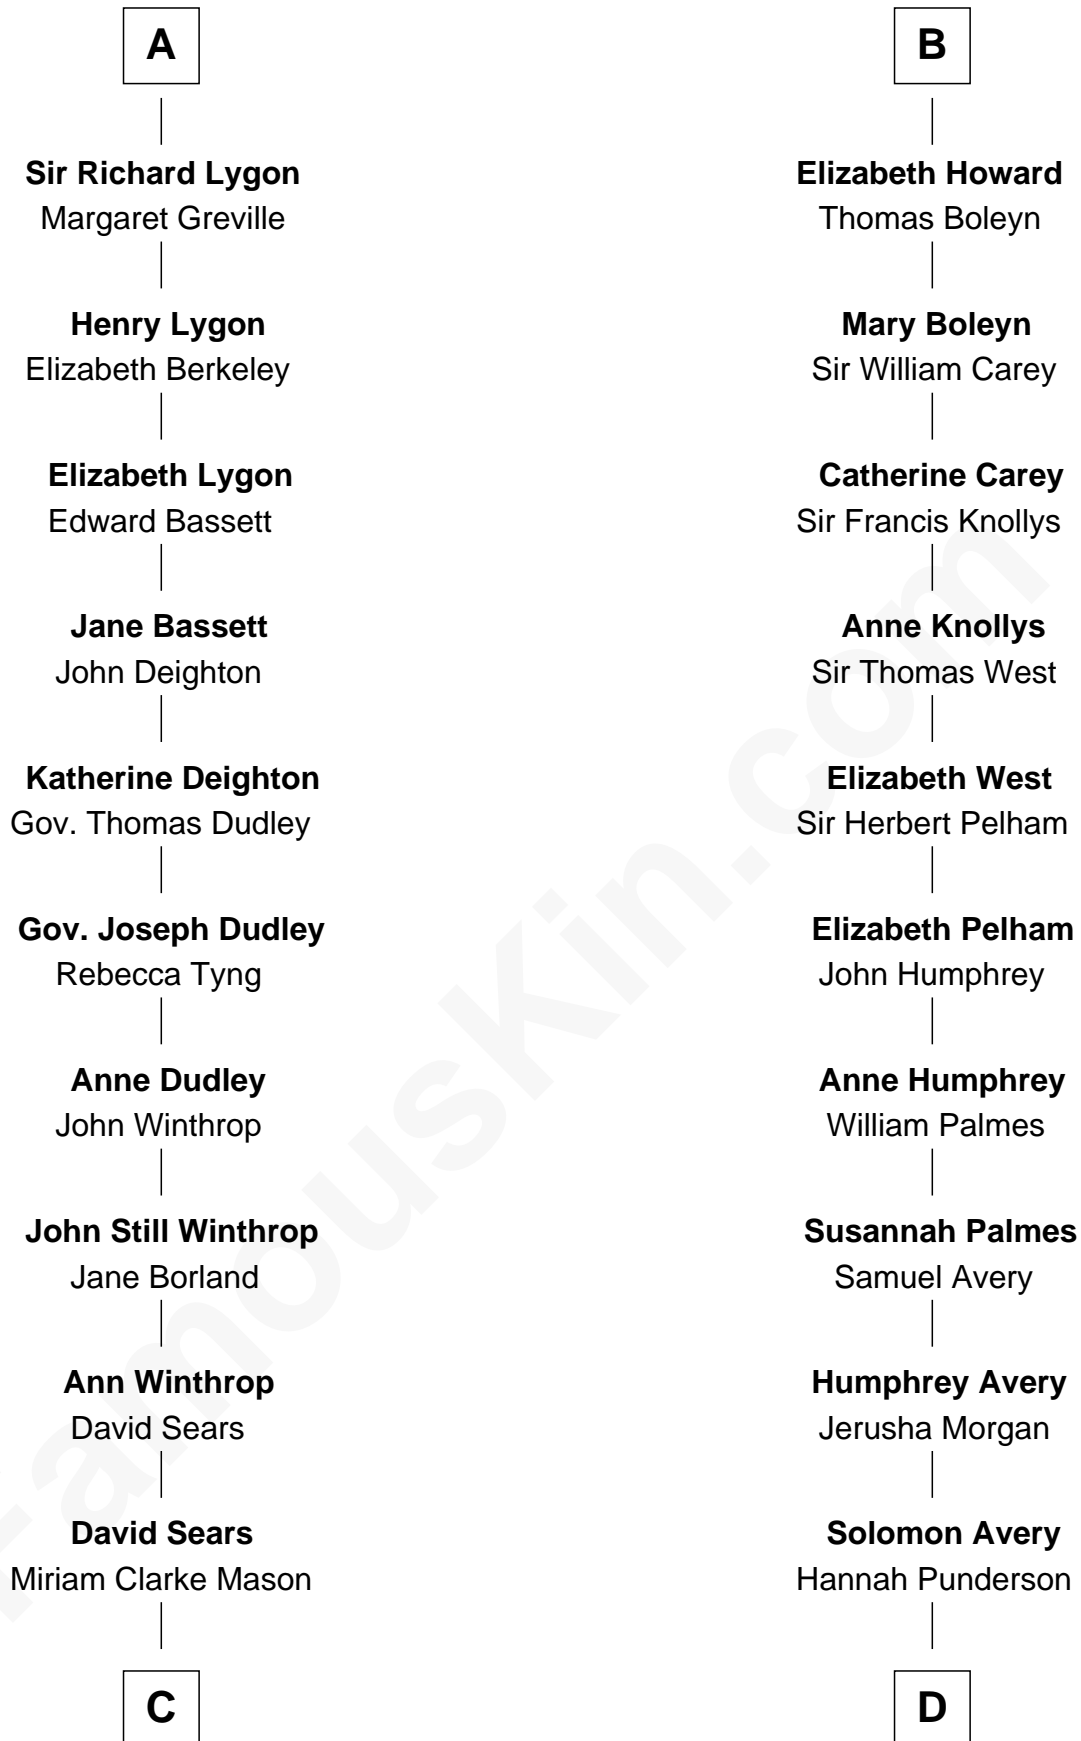 A
Sir Richard Lygon
Margaret Greville
Henry Lygon
Elizabeth Berkeley
Elizabeth Lygon
Edward Bassett
Jane Bassett
John Deighton
Katherine Deighton
Gov. Thomas Dudley
Gov. Joseph Dudley
Rebecca Tyng
Anne Dudley
John Winthrop
John Still Winthrop
Jane Borland
Ann Winthrop
David Sears
David Sears
Miriam Clarke Mason
C
B
Elizabeth Howard
Thomas Boleyn
Mary Boleyn
Sir William Carey
Catherine Carey
Sir Francis Knollys
Anne Knollys
Sir Thomas West
Elizabeth West
Sir Herbert Pelham
Elizabeth Pelham
John Humphrey
Anne Humphrey
William Palmes
Susannah Palmes
Samuel Avery
Humphrey Avery
Jerusha Morgan
Solomon Avery
Hannah Punderson
D
FamousKin.com